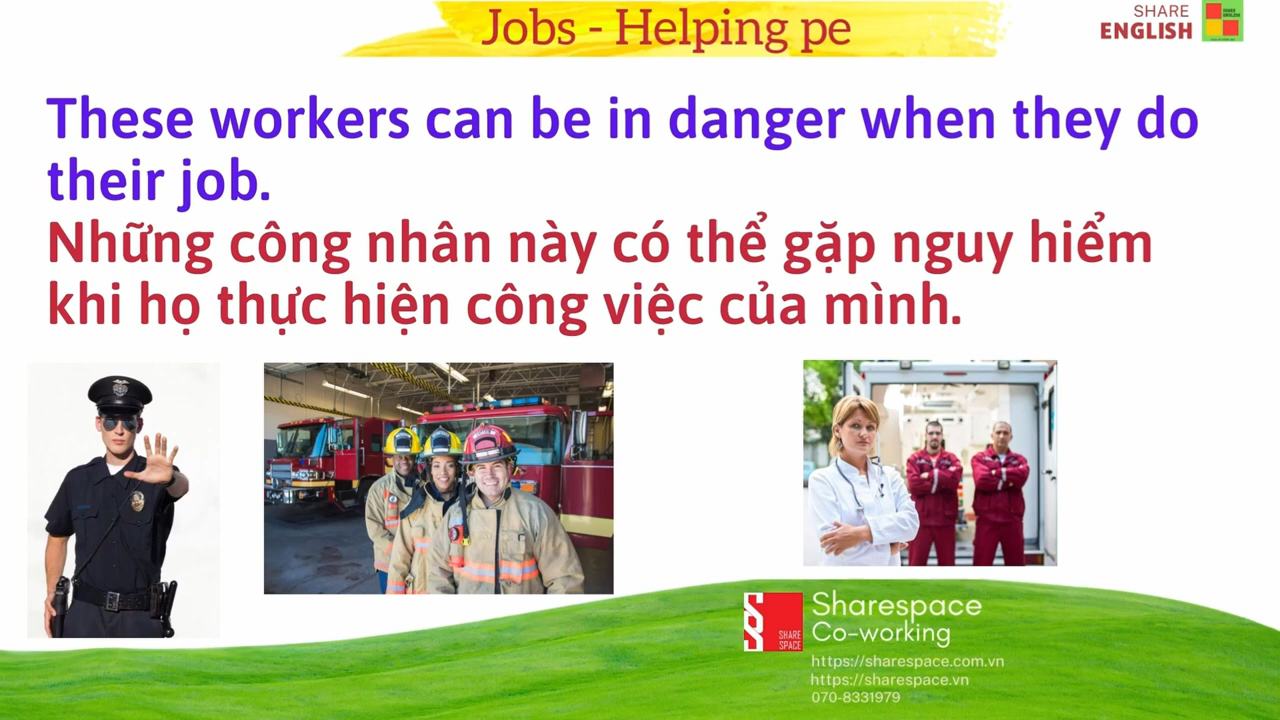 Jobs - Helping pe
SHARE
ENGLISH
These workers can be in danger when they do
their job.
Những công nhân này có thể gặp nguy hiểm
khi họ thực hiện công việc của mình.
SHARE
SPACE
Sharespace
Co-working
https://sharespace.com.vn
https://sharespace.vn
070-8331979